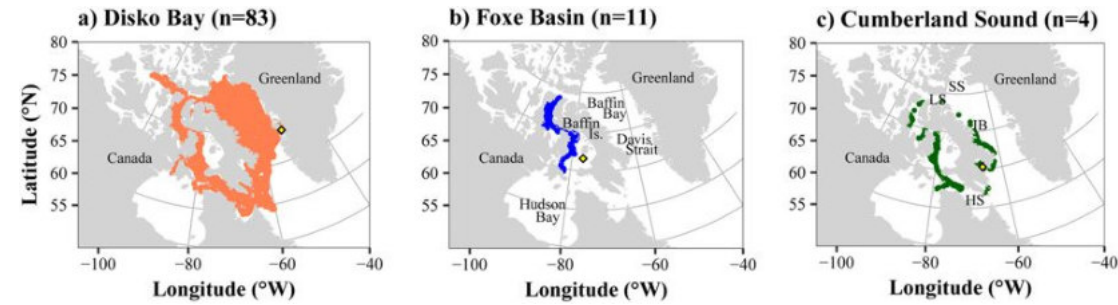 a) Disko Bay (n=83)
b) Foxe Basin (n=11)
c) Cumberland Sound (n=4)
Latitude (°N)
80
75
70
65
60
55
Greenland
Canada
−100
−80
−60
−40
Longitude (°W)
80
75
70
65
60
55
Greenland
Baffin
Bay
Baffin
Is.
Davis
Strait
Canada
Hudson
Bay
−100
−80
−60
−40
Longitude (°W)
80
75
70
65
60
55
SS
LS
Greenland
IB
Canada
HS
−100
−80
−60
−40
Longitude (°W)